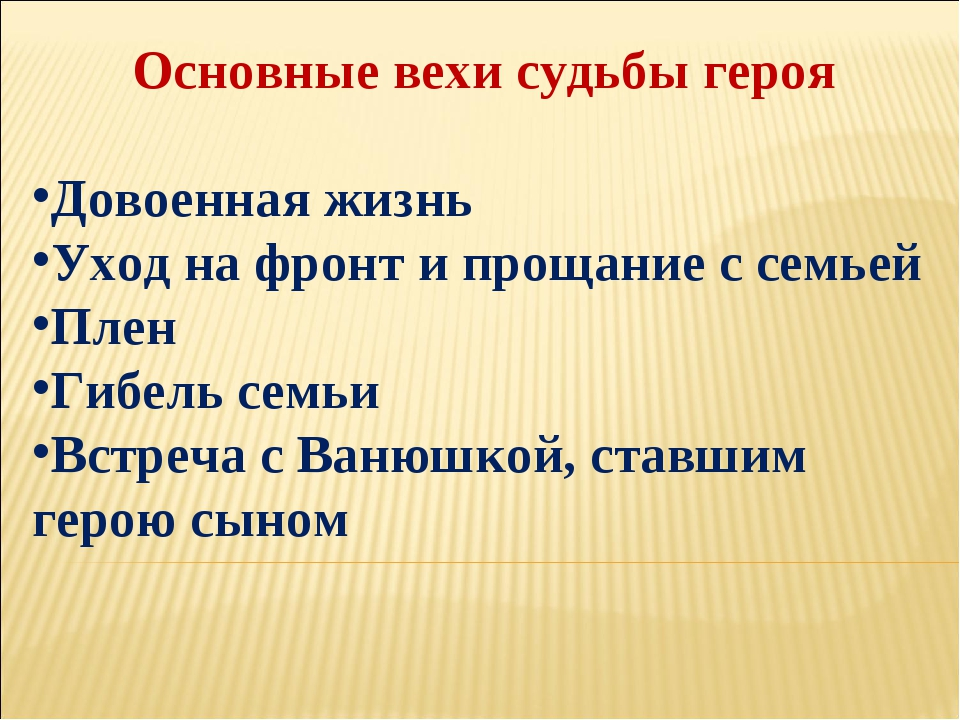 Основные вехи судьбы героя
•Довоенная жизнь
•Уход на фронт и прощание с семьей
•Плен
•Гибель семьи
•Встреча с Ванюшкой, ставшим
герою сыном